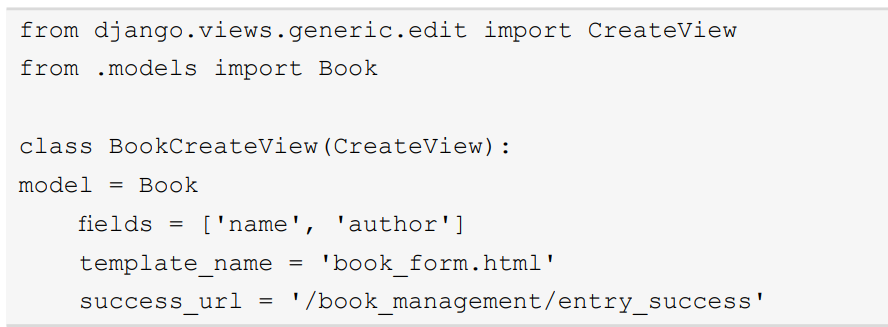 from django.views.generic.edit import CreateView
from .models import Book

class BookCreateView(CreateView):
model = Book
    fields = ['name', 'author']
    template_name = 'book_form.html'
    success_url = '/book_management/entry_success'